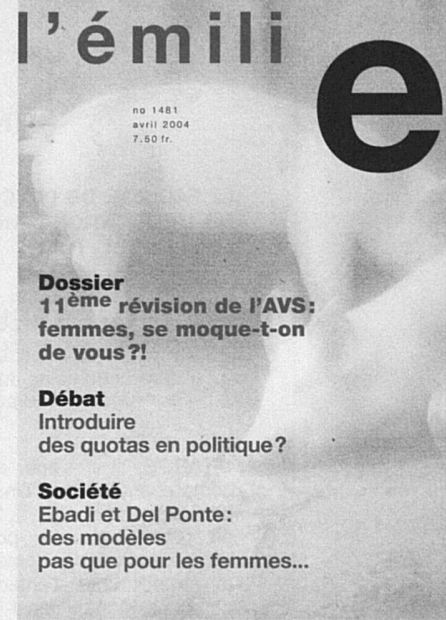 l'émilie
no 1481
avril 2004
7.50 fr.
Dossier
11ème révision de l'AVS:
femmes, se moque-t-on
de vous?!
Débat
Introduire
des quotas en politique?
Société
Ebadi et Del Ponte:
des modèles
pas que pour les femmes...